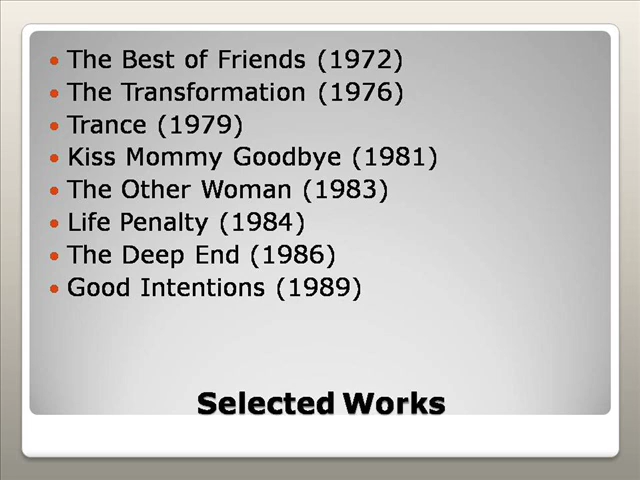 The Best of Friends (1972)
The Transformation (1976)
Trance (1979)
Kiss Mommy Goodbye (1981)
The Other Woman (1983)
Life Penalty (1984)
The Deep End (1986)
Good Intentions (1989)
Selected Works